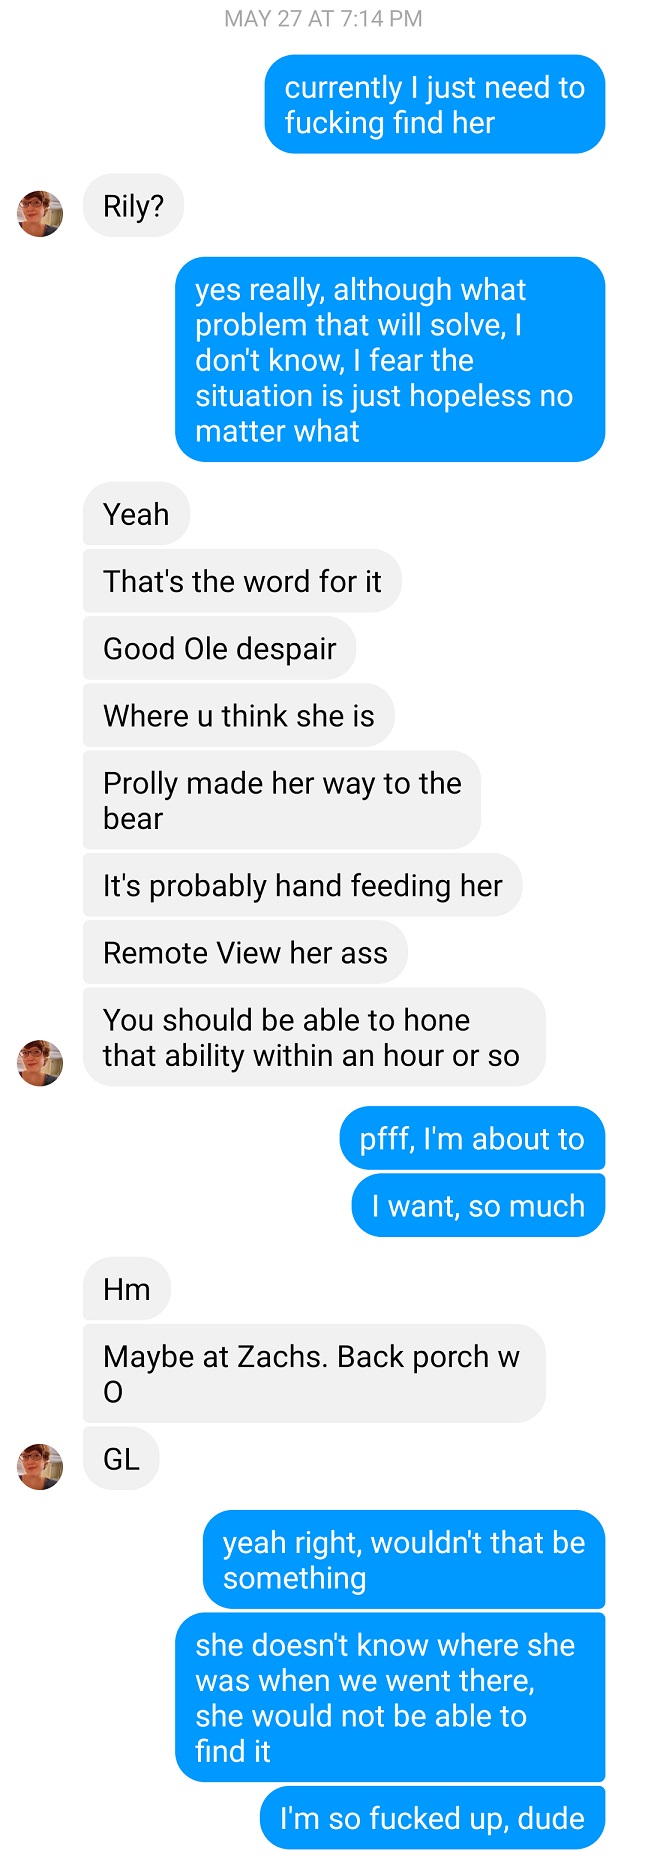 MAY 27 AT 7:14 PM
currently I just need to
fucking find her
Rily?
yes really, although what
problem that will solve, I
don't know, I fear the
situation is just hopeless no
matter what
Yeah
That's the word for it
Good Ole despair
Where u think she is
Prolly made her way to the
bear
It's probably hand feeding her
Remote View her ass
You should be able to hone
that ability within an hour or so
pfff, I'm about to
I want, so much
Hm
Maybe at Zachs. Back porch w
O
GL
yeah right, wouldn't that be
something
she doesn't know where she
was when we went there,
she would not be able to
find it
I'm so fucked up, dude